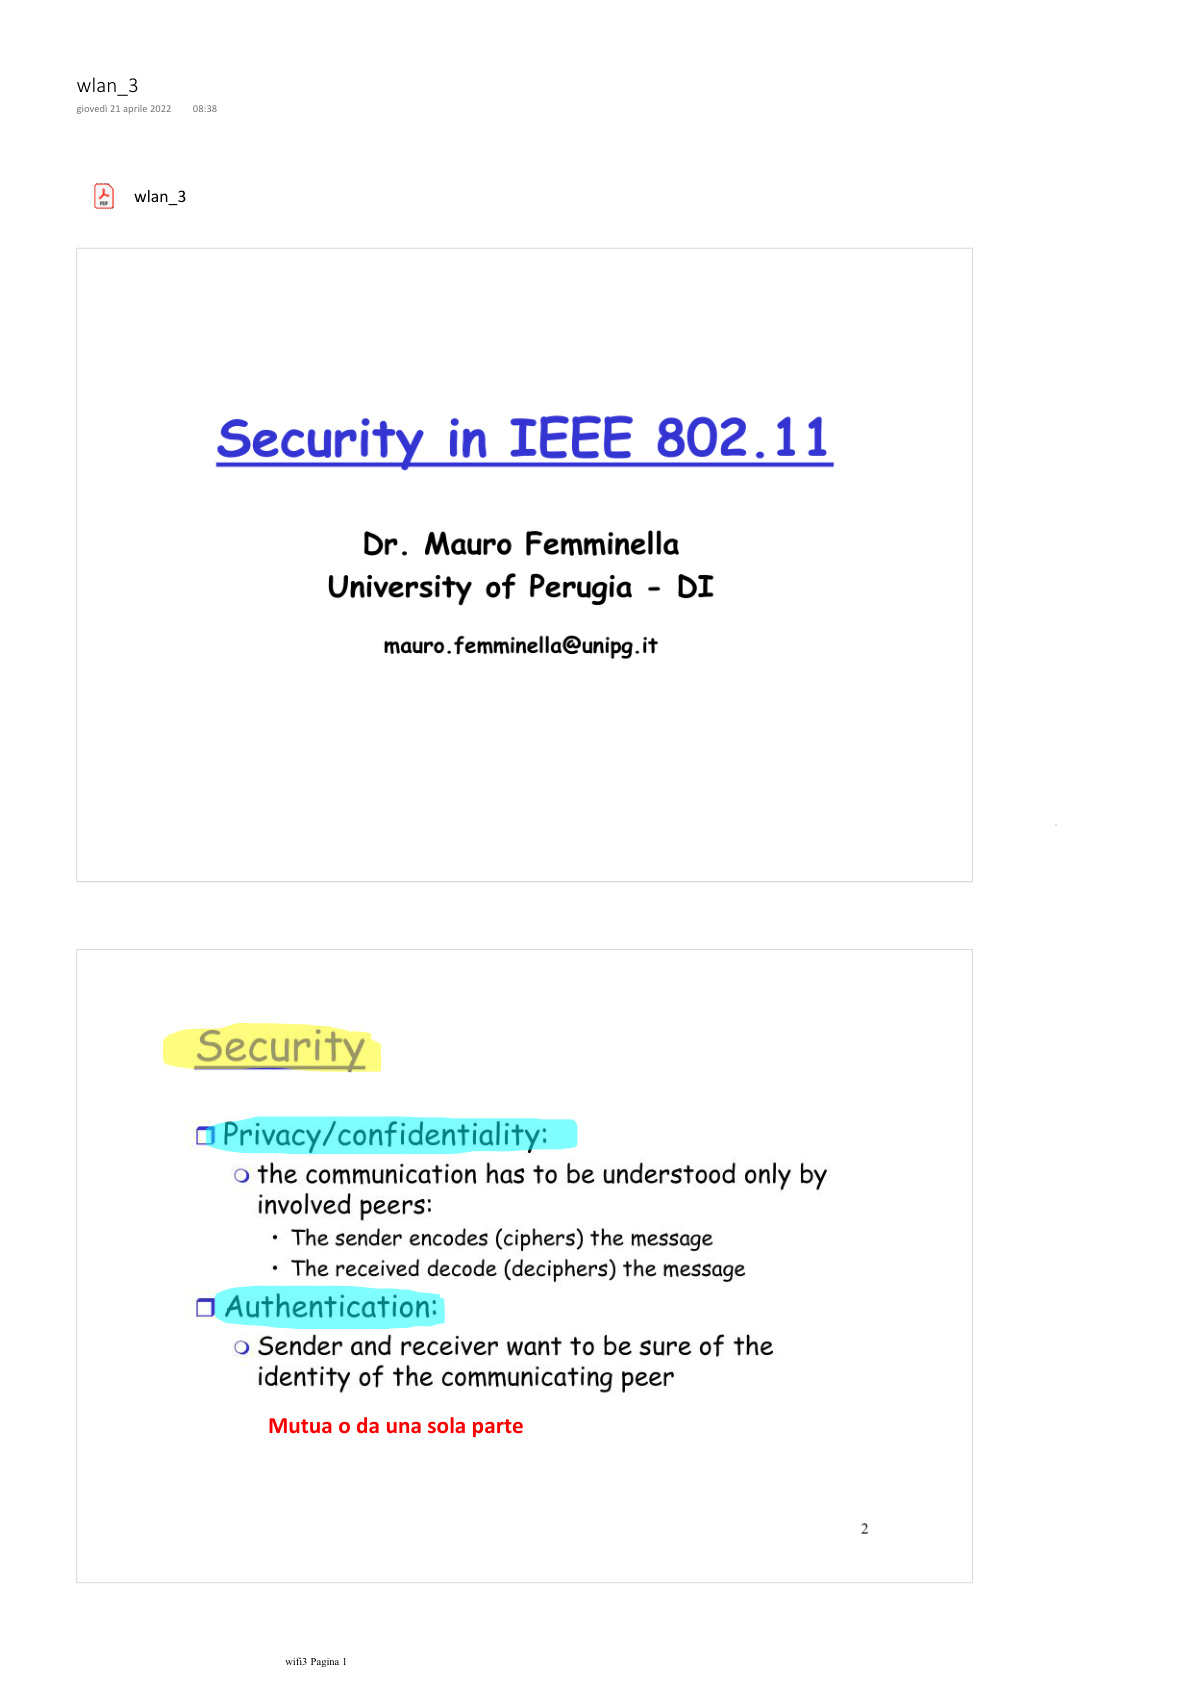 wlan_3
giovedì 21 aprile 2022 08:38
PDF
wlan_3
Security in IEEE 802.11
Dr. Mauro Femminella
University of Perugia - DI
mauro.femminella@unipg.it
Security
Privacy/confidentiality:
the communication has to be understood only by
involved peers:
• The sender encodes (ciphers) the message
• The received decode (deciphers) the message
Authentication:
Sender and receiver want to be sure of the
identity of the communicating peer
Mutua o da una sola parte
2
wifi3 Pagina 1